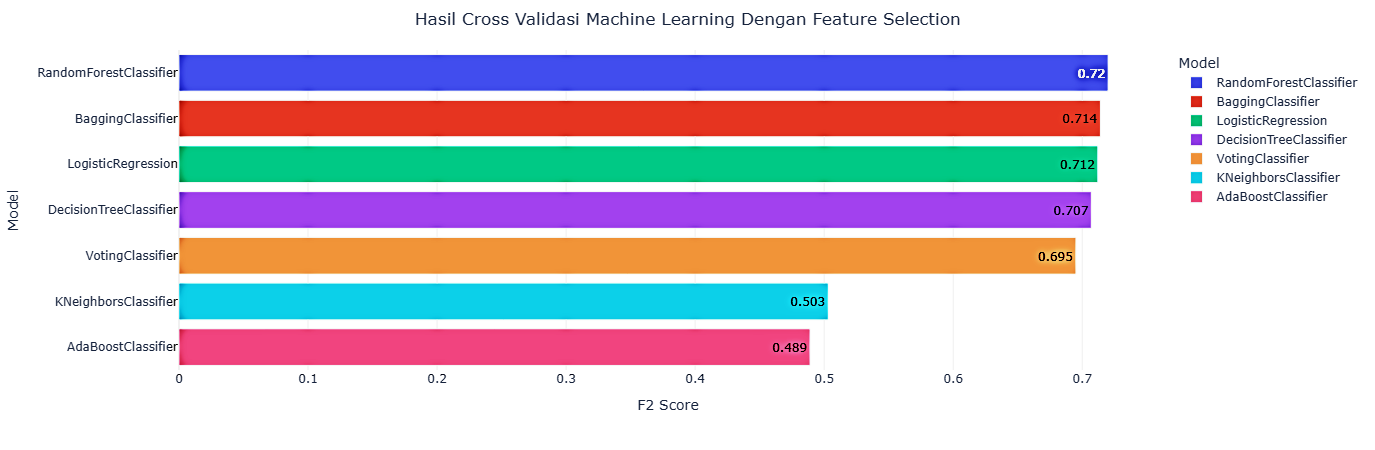 Hasil Cross Validasi Machine Learning Dengan Feature Selection
Model
RandomForestClassifier
0.72
BaggingClassifier
0.714
LogisticRegression
0.712
DecisionTreeClassifier
0.707
VotingClassifier
0.695
KNeighborsClassifier
0.503
AdaBoostClassifier
0.489
0 0.1 0.2 0.3 0.4 0.5 0.6 0.7
F2 Score
Model
RandomForestClassifier
BaggingClassifier
LogisticRegression
DecisionTreeClassifier
VotingClassifier
KNeighborsClassifier
AdaBoostClassifier